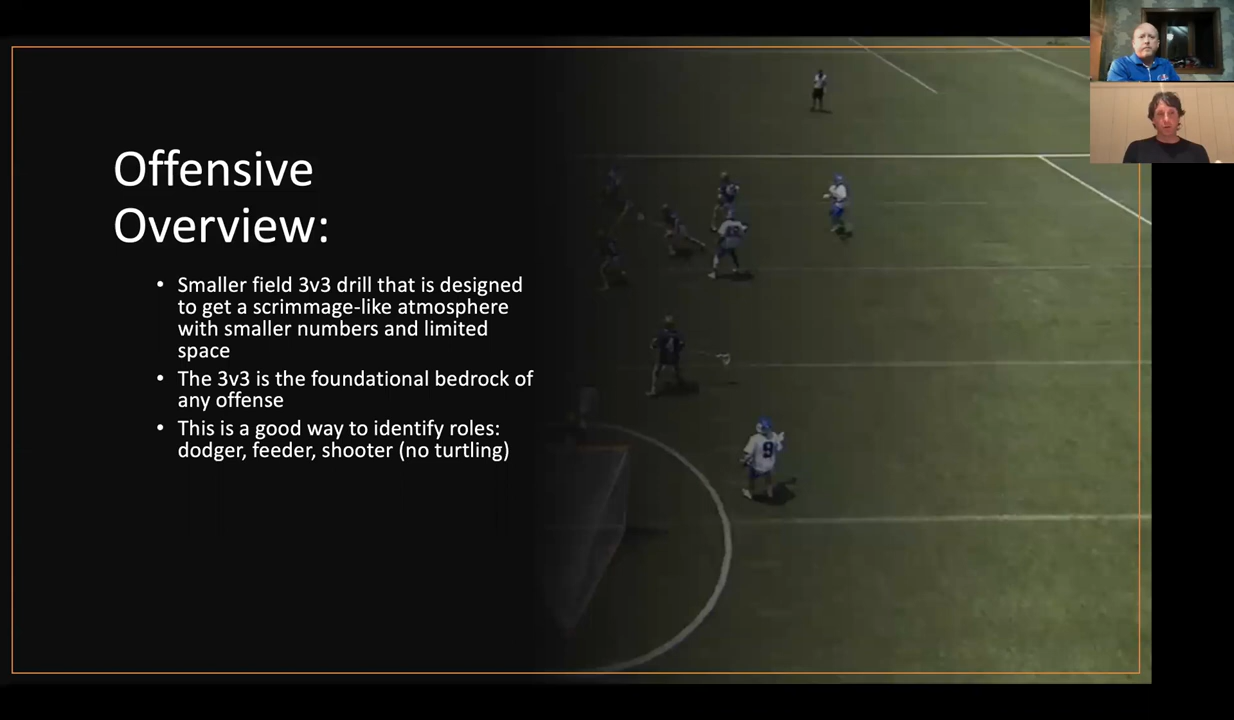 Offensive
Overview:
• Smaller field 3v3 drill that is designed
to get a scrimmage-like atmosphere
with smaller numbers and limited
space
• The 3v3 is the foundational bedrock of
any offense
• This is a good way to identify roles:
dodger, feeder, shooter (no turtling)
9